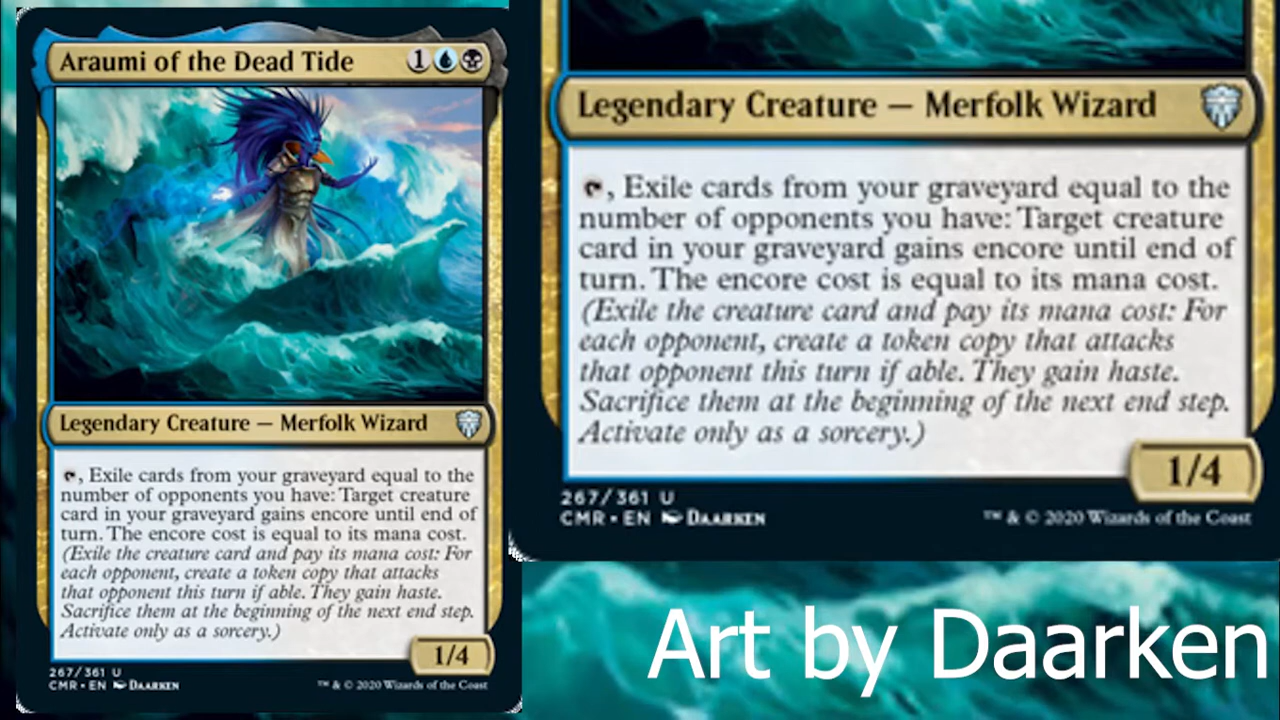 Araumi of the Dead Tide 1
Legendary Creature — Merfolk Wizard
, Exile cards from your graveyard equal to the
number of opponents you have: Target creature
card in your graveyard gains encore until end of
turn. The encore cost is equal to its mana cost.
(Exile the creature card and pay its mana cost: For
each opponent, create a token copy that attacks
that opponent this turn if able. They gain haste.
Sacrifice them at the beginning of the next end step.
Activate only as a sorcery.)
1/4
267/361 U
CMR • EN DAARKEN ™ & © 2020 Wizards of the Coast
Legendary Creature — Merfolk Wizard
, Exile cards from your graveyard equal to the
number of opponents you have: Target creature
card in your graveyard gains encore until end of
turn. The encore cost is equal to its mana cost.
(Exile the creature card and pay its mana cost: For
each opponent, create a token copy that attacks
that opponent this turn if able. They gain haste.
Sacrifice them at the beginning of the next end step.
Activate only as a sorcery.)
1/4
267/361 U
CMR • EN DAARKEN ™ & © 2020 Wizards of the Coast
Art by Daarken